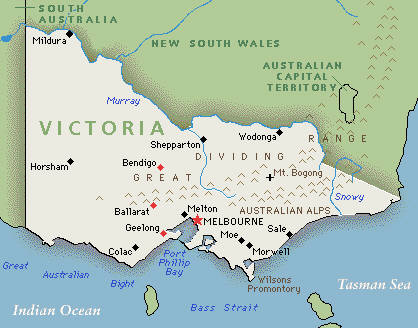 SOUTH
AUSTRALIA
Mildura
NEW SOUTH WALES
AUSTRALIAN
CAPITAL
TERRITORY
Murray
VICTORIA
Shepparton
Wodonga
RANGE
DIVIDING
Horsham
Bendigo
GREAT
Mt. Bogong
Snowy
Ballarat
Melton
AUSTRALIAN ALPS
MELBOURNE
Geelong
Sale
Moe
Colac
Morwell
Port
Phillip
Bay
Great
Australian
Bight
Wilsons
Promontory
Tasman Sea
Indian Ocean
Bass Strait